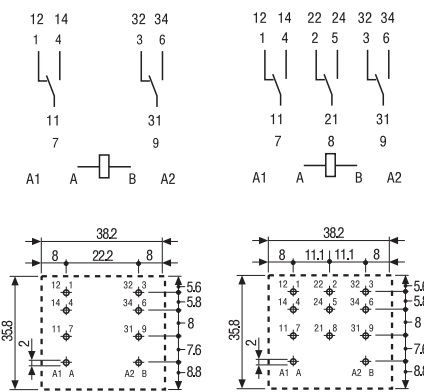 12 14 32 34
1 4 3 6
11 31
7 9
A1 A B A2
12 14 22 24 32 34
1 4 2 5 3 6
11 21 31
7 8 9
A1 A B A2
38.2
8 22.2 8
12 1 32 3
14 4 34 6
11 7 31 9
A1 A A2 B
35.8
2
5.6
5.8
8
7.6
8.8
38.2
8 11.1 11.1 8
12 1 22 2 32 3
14 4 24 5 34 6
11 7 21 8 31 9
A1 A A2 B
35.8
2
5.6
5.8
8
7.6
8.8